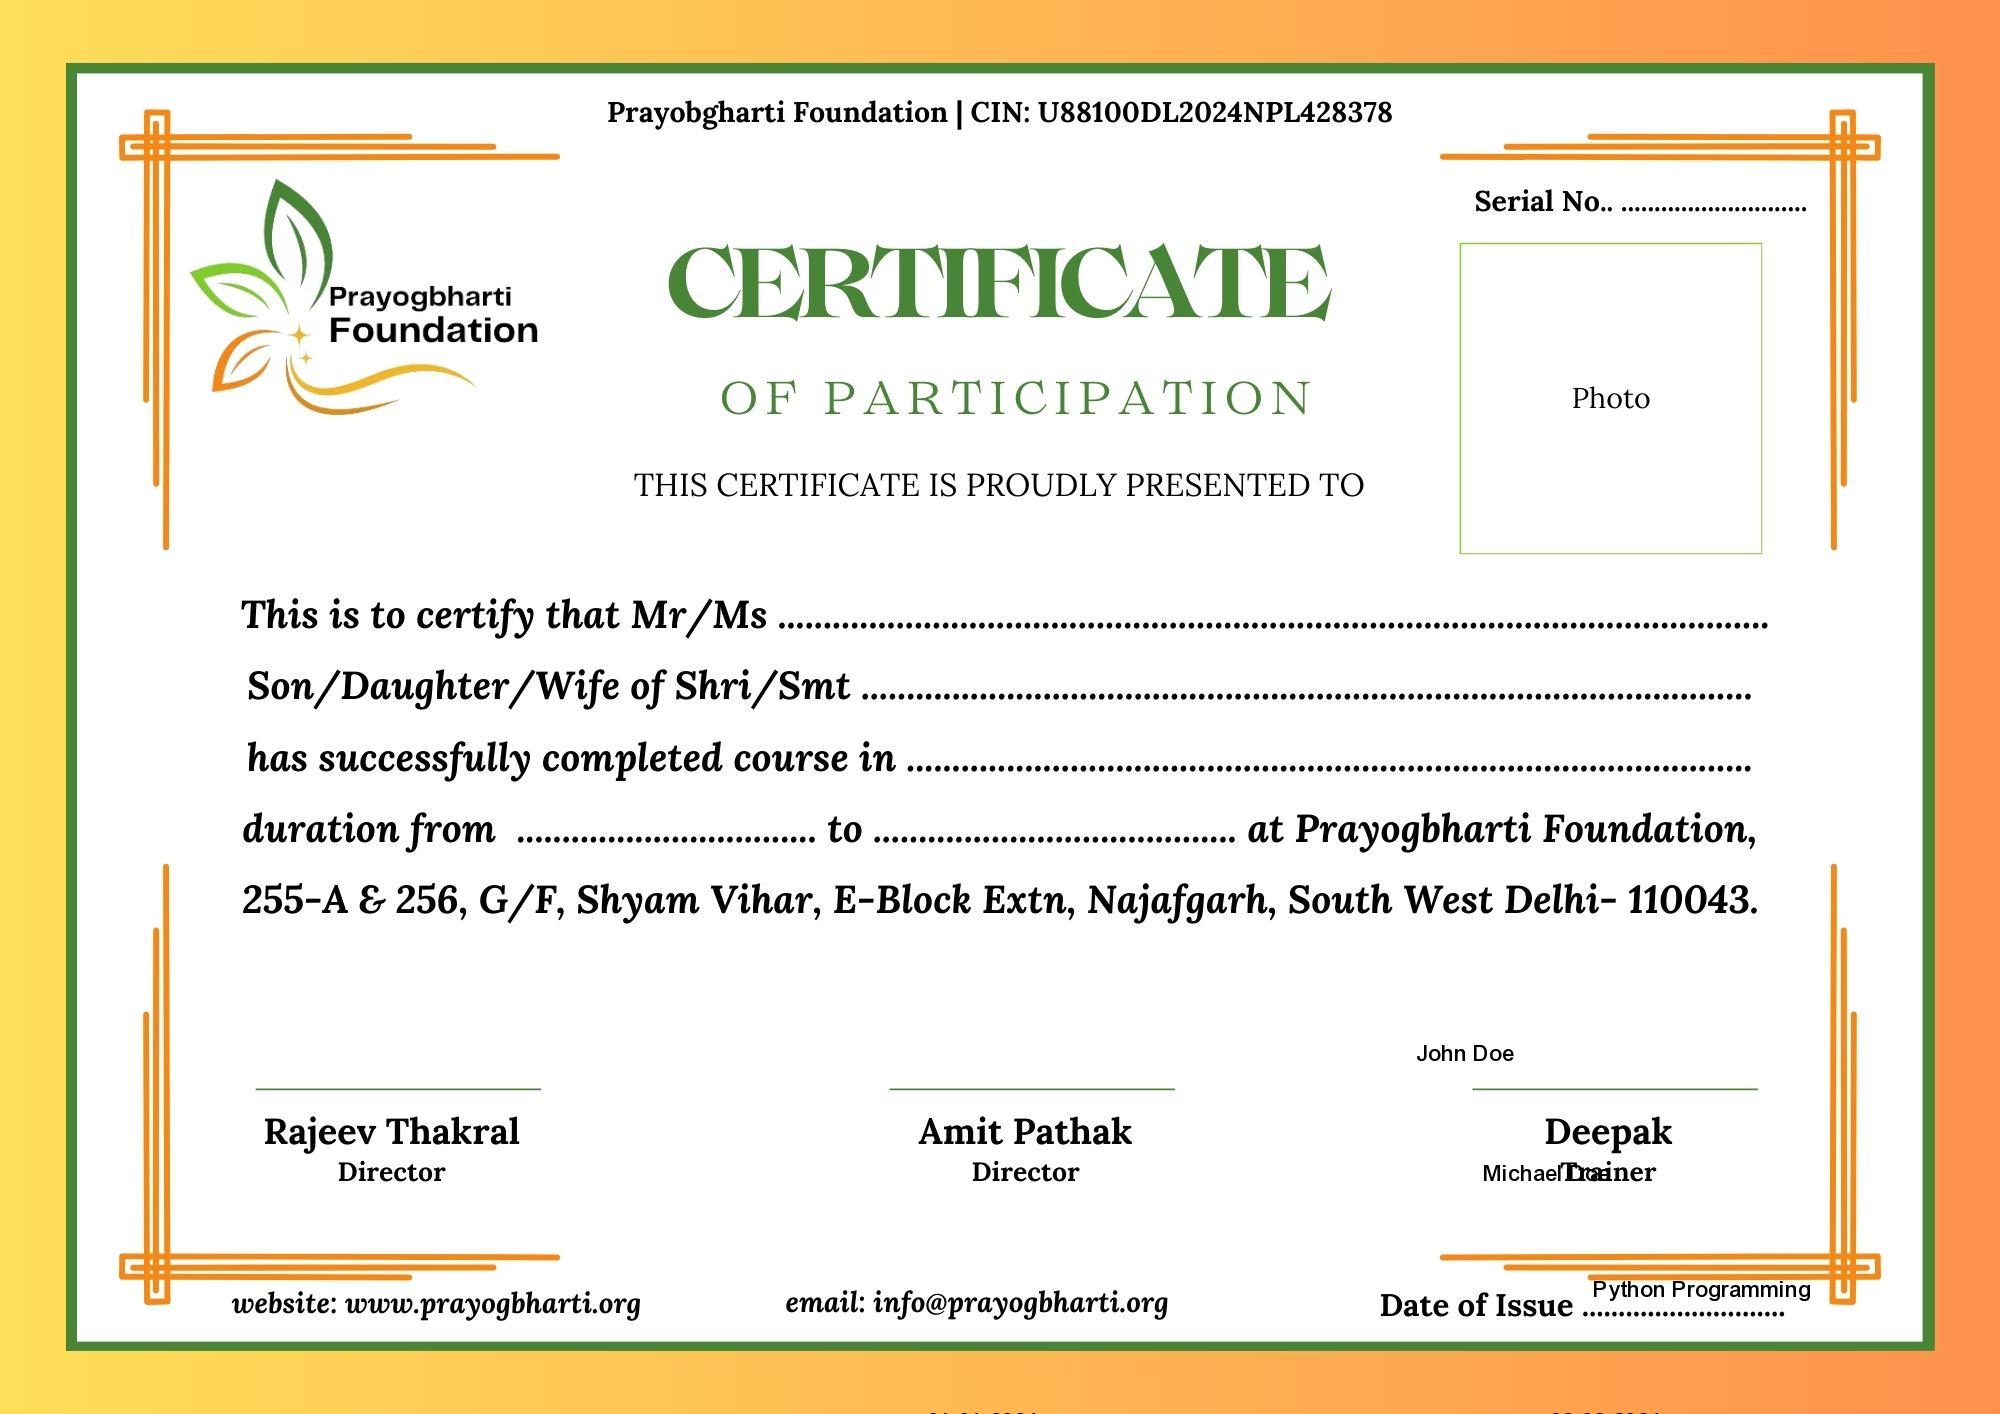 Prayobgharti Foundation | CIN: U88100DL2024NPL428378
Serial No.. ............................
Prayogbharti
Foundation
CERTIFICATE
OF PARTICIPATION
Photo
THIS CERTIFICATE IS PROUDLY PRESENTED TO
This is to certify that Mr/Ms ............................................................................................................
Son/Daughter/Wife of Shri/Smt .................................................................................................
has successfully completed course in ............................................................................................
duration from ................................. to ........................................ at Prayogbharti Foundation,
255-A & 256, G/F, Shyam Vihar, E-Block Extn, Najafgarh, South West Delhi- 110043.
John Doe
Rajeev Thakral
Director
Amit Pathak
Director
Deepak
Trainer
Michael Doe
Python Programming
website: www.prayogbharti.org
email: info@prayogbharti.org
Date of Issue ............................